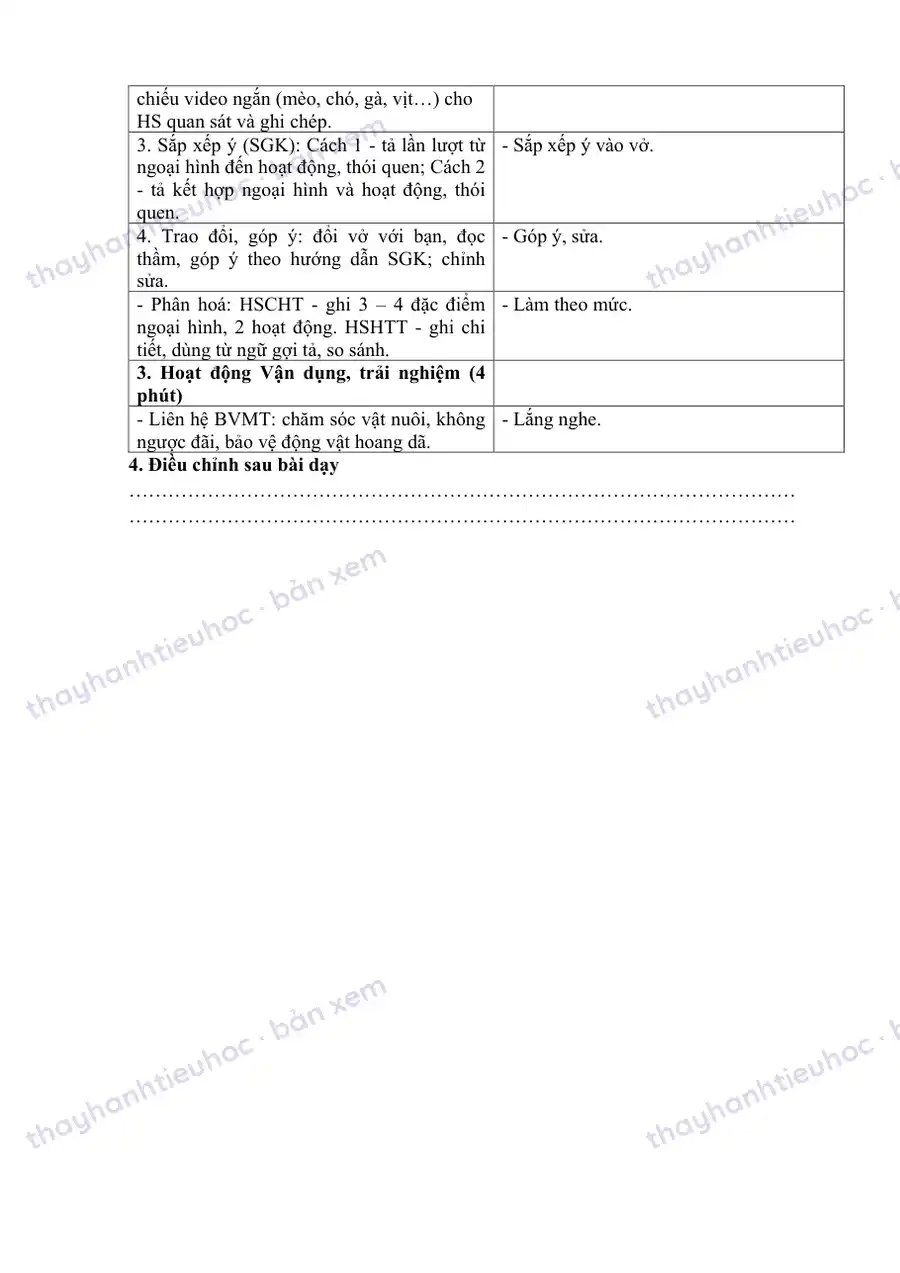 chiếu video ngắn (mèo, chó, gà, vịt…) cho
HS quan sát và ghi chép.
3. Sắp xếp ý (SGK): Cách 1 - tả lần lượt từ
ngoại hình đến hoạt động, thói quen; Cách 2
- tả kết hợp ngoại hình và hoạt động, thói
quen.
- Sắp xếp ý vào vở.
4. Trao đổi, góp ý: đổi vở với bạn, đọc
thầm, góp ý theo hướng dẫn SGK; chỉnh
sửa.
- Góp ý, sửa.
- Phân hoá: HSCHT - ghi 3 – 4 đặc điểm
ngoại hình, 2 hoạt động. HSHTT - ghi chi
tiết, dùng từ ngữ gợi tả, so sánh.
- Làm theo mức.
3. Hoạt động Vận dụng, trải nghiệm (4
phút)
- Liên hệ BVMT: chăm sóc vật nuôi, không
ngược đãi, bảo vệ động vật hoang dã.
- Lắng nghe.
4. Điều chỉnh sau bài dạy
……………………………………………………………………………………………
……………………………………………………………………………………………
thayhanhtieuhoc · bản xem
thayhanhtieuhoc · b
thayhanhtieuhoc · bản xem
thayhanhtieuhoc · b
thayhanhtieuhoc · bản xem
thayhanhtieuhoc · b